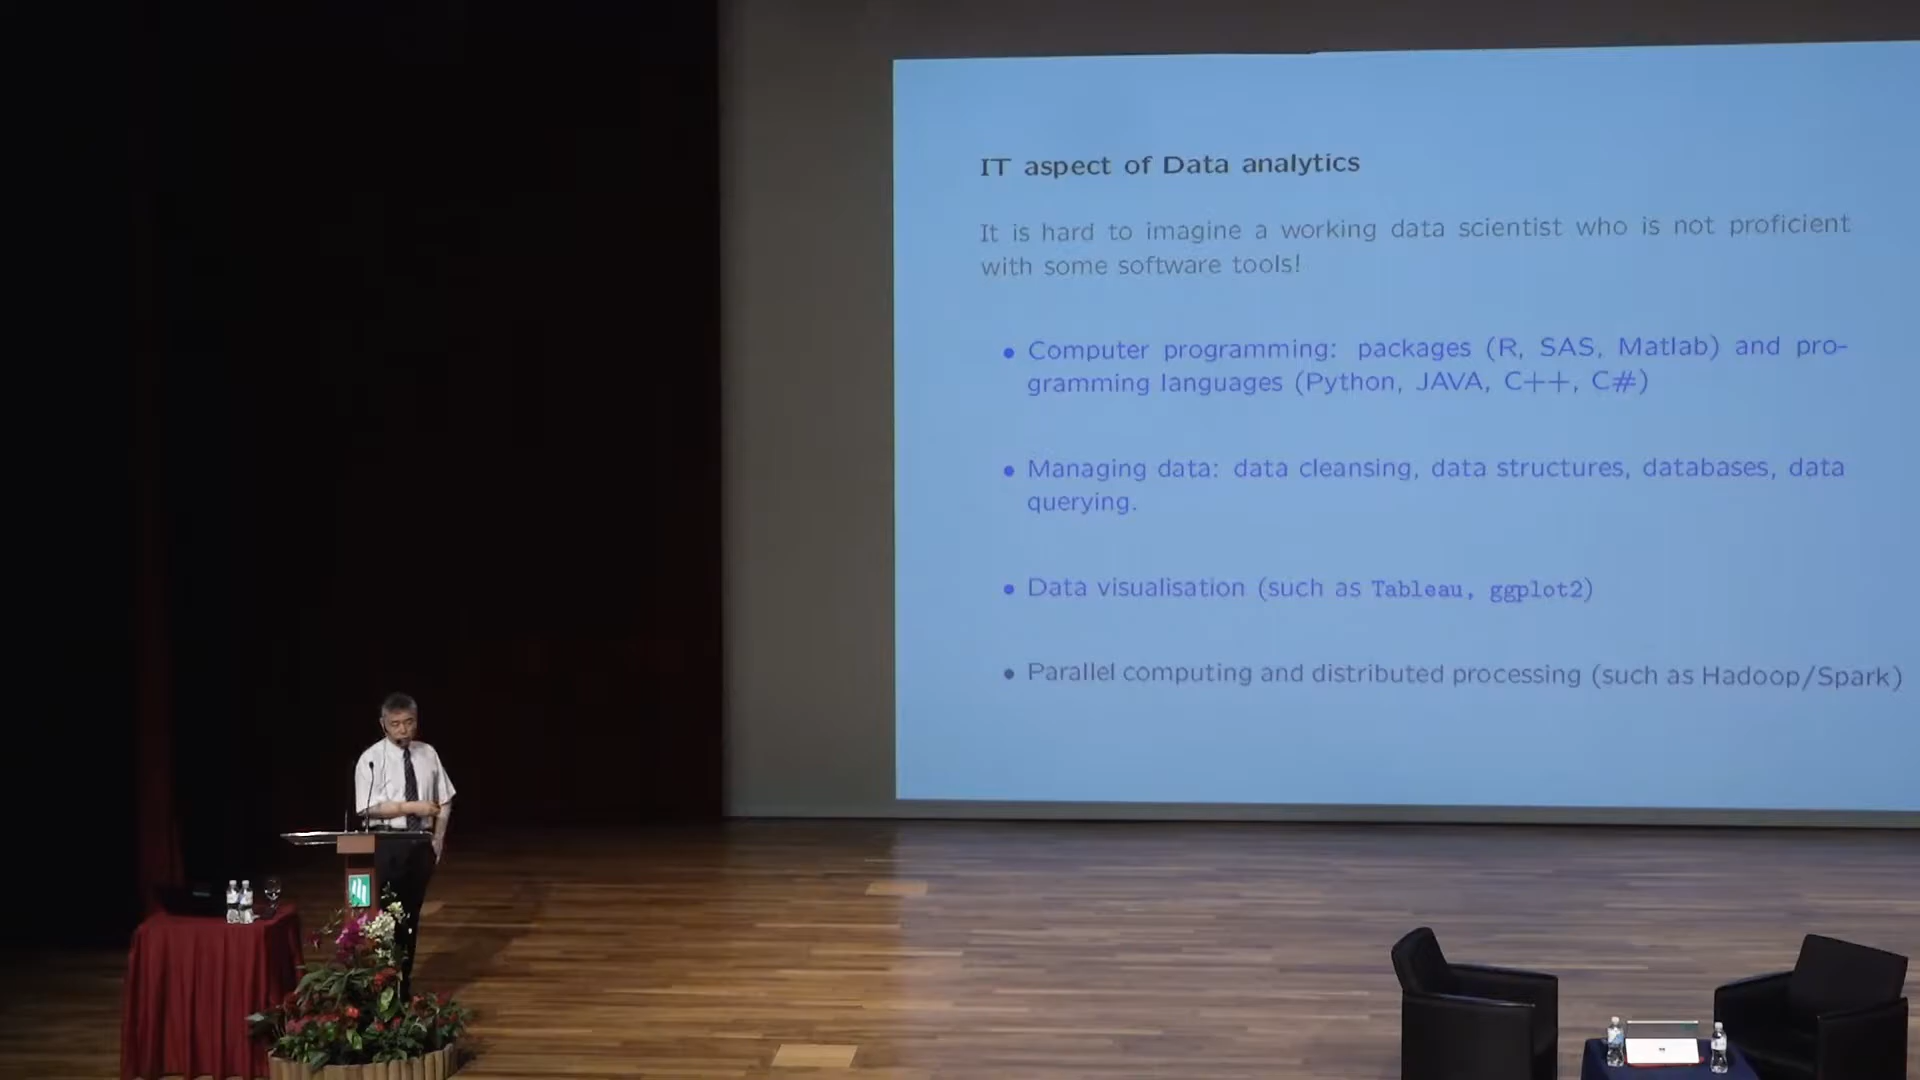 IT aspect of Data analytics
It is hard to imagine a working data scientist who is not proficient
with some software tools!
• Computer programming: packages (R, SAS, Matlab) and pro-
gramming languages (Python, JAVA, C++, C#)
• Managing data: data cleansing, data structures, databases, data
querying.
• Data visualisation (such as Tableau, ggplot2)
• Parallel computing and distributed processing (such as Hadoop/Spark)